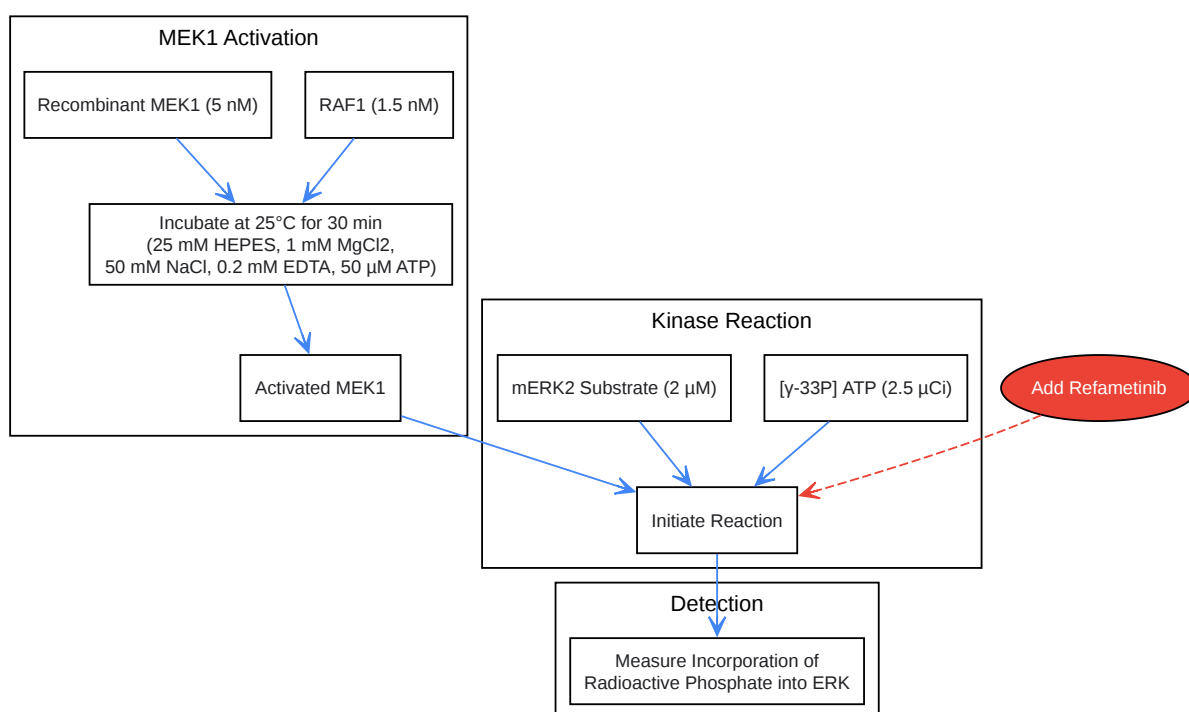 MEK1 Activation
Recombinant MEK1 (5 nM)
RAF1 (1.5 nM)
Incubate at 25°C for 30 min
(25 mM HEPES, 1 mM MgCl2,
50 mM NaCl, 0.2 mM EDTA, 50 µM ATP)
Activated MEK1
Kinase Reaction
mERK2 Substrate (2 µM)
[γ-33P] ATP (2.5 µCi)
Add Refametinib
Initiate Reaction
Detection
Measure Incorporation of
Radioactive Phosphate into ERK